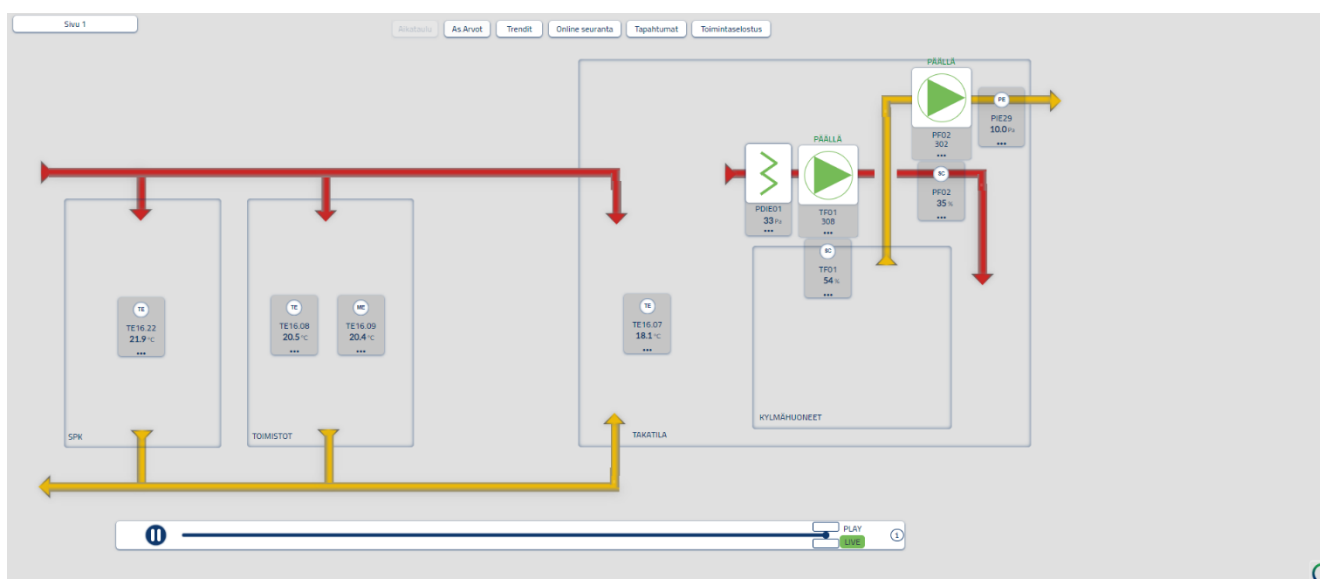 Sivu 1
Aikataulu
As.Arvot
Trendit
Online seuranta
Tapahtumat
Toimintaselostus
PÄÄLLÄ
PE
PIE29
10.0 Pa
•••
PF02
302
•••
PÄÄLLÄ
SC
PF02
35 %
•••
PDIE01
33 Pa
•••
TF01
308
•••
SC
TF01
54 %
•••
TE
TE16.22
21.9 °C
•••
TE
TE16.08
20.5 °C
•••
ME
TE16.09
20.4 °C
•••
TE
TE16.07
18.1 °C
•••
KYLMÄHUONEET
SPK
TOIMISTOT
TAKATILA
PLAY
LIVE
1